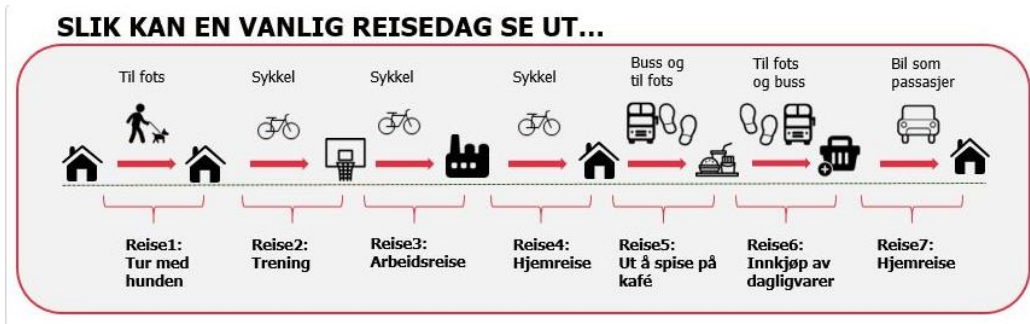 SLIK KAN EN VANLIG REISEDAG SE UT...
Til fots
Sykkel
Sykkel
Sykkel
Buss og
til fots
Til fots
og buss
Bil som
passasjer
Reise1:
Tur med
hunden
Reise2:
Trening
Reise3:
Arbeidsreise
Reise4:
Hjemreise
Reise5:
Ut å spise på
kafé
Reise6:
Innkjøp av
dagligvarer
Reise7:
Hjemreise